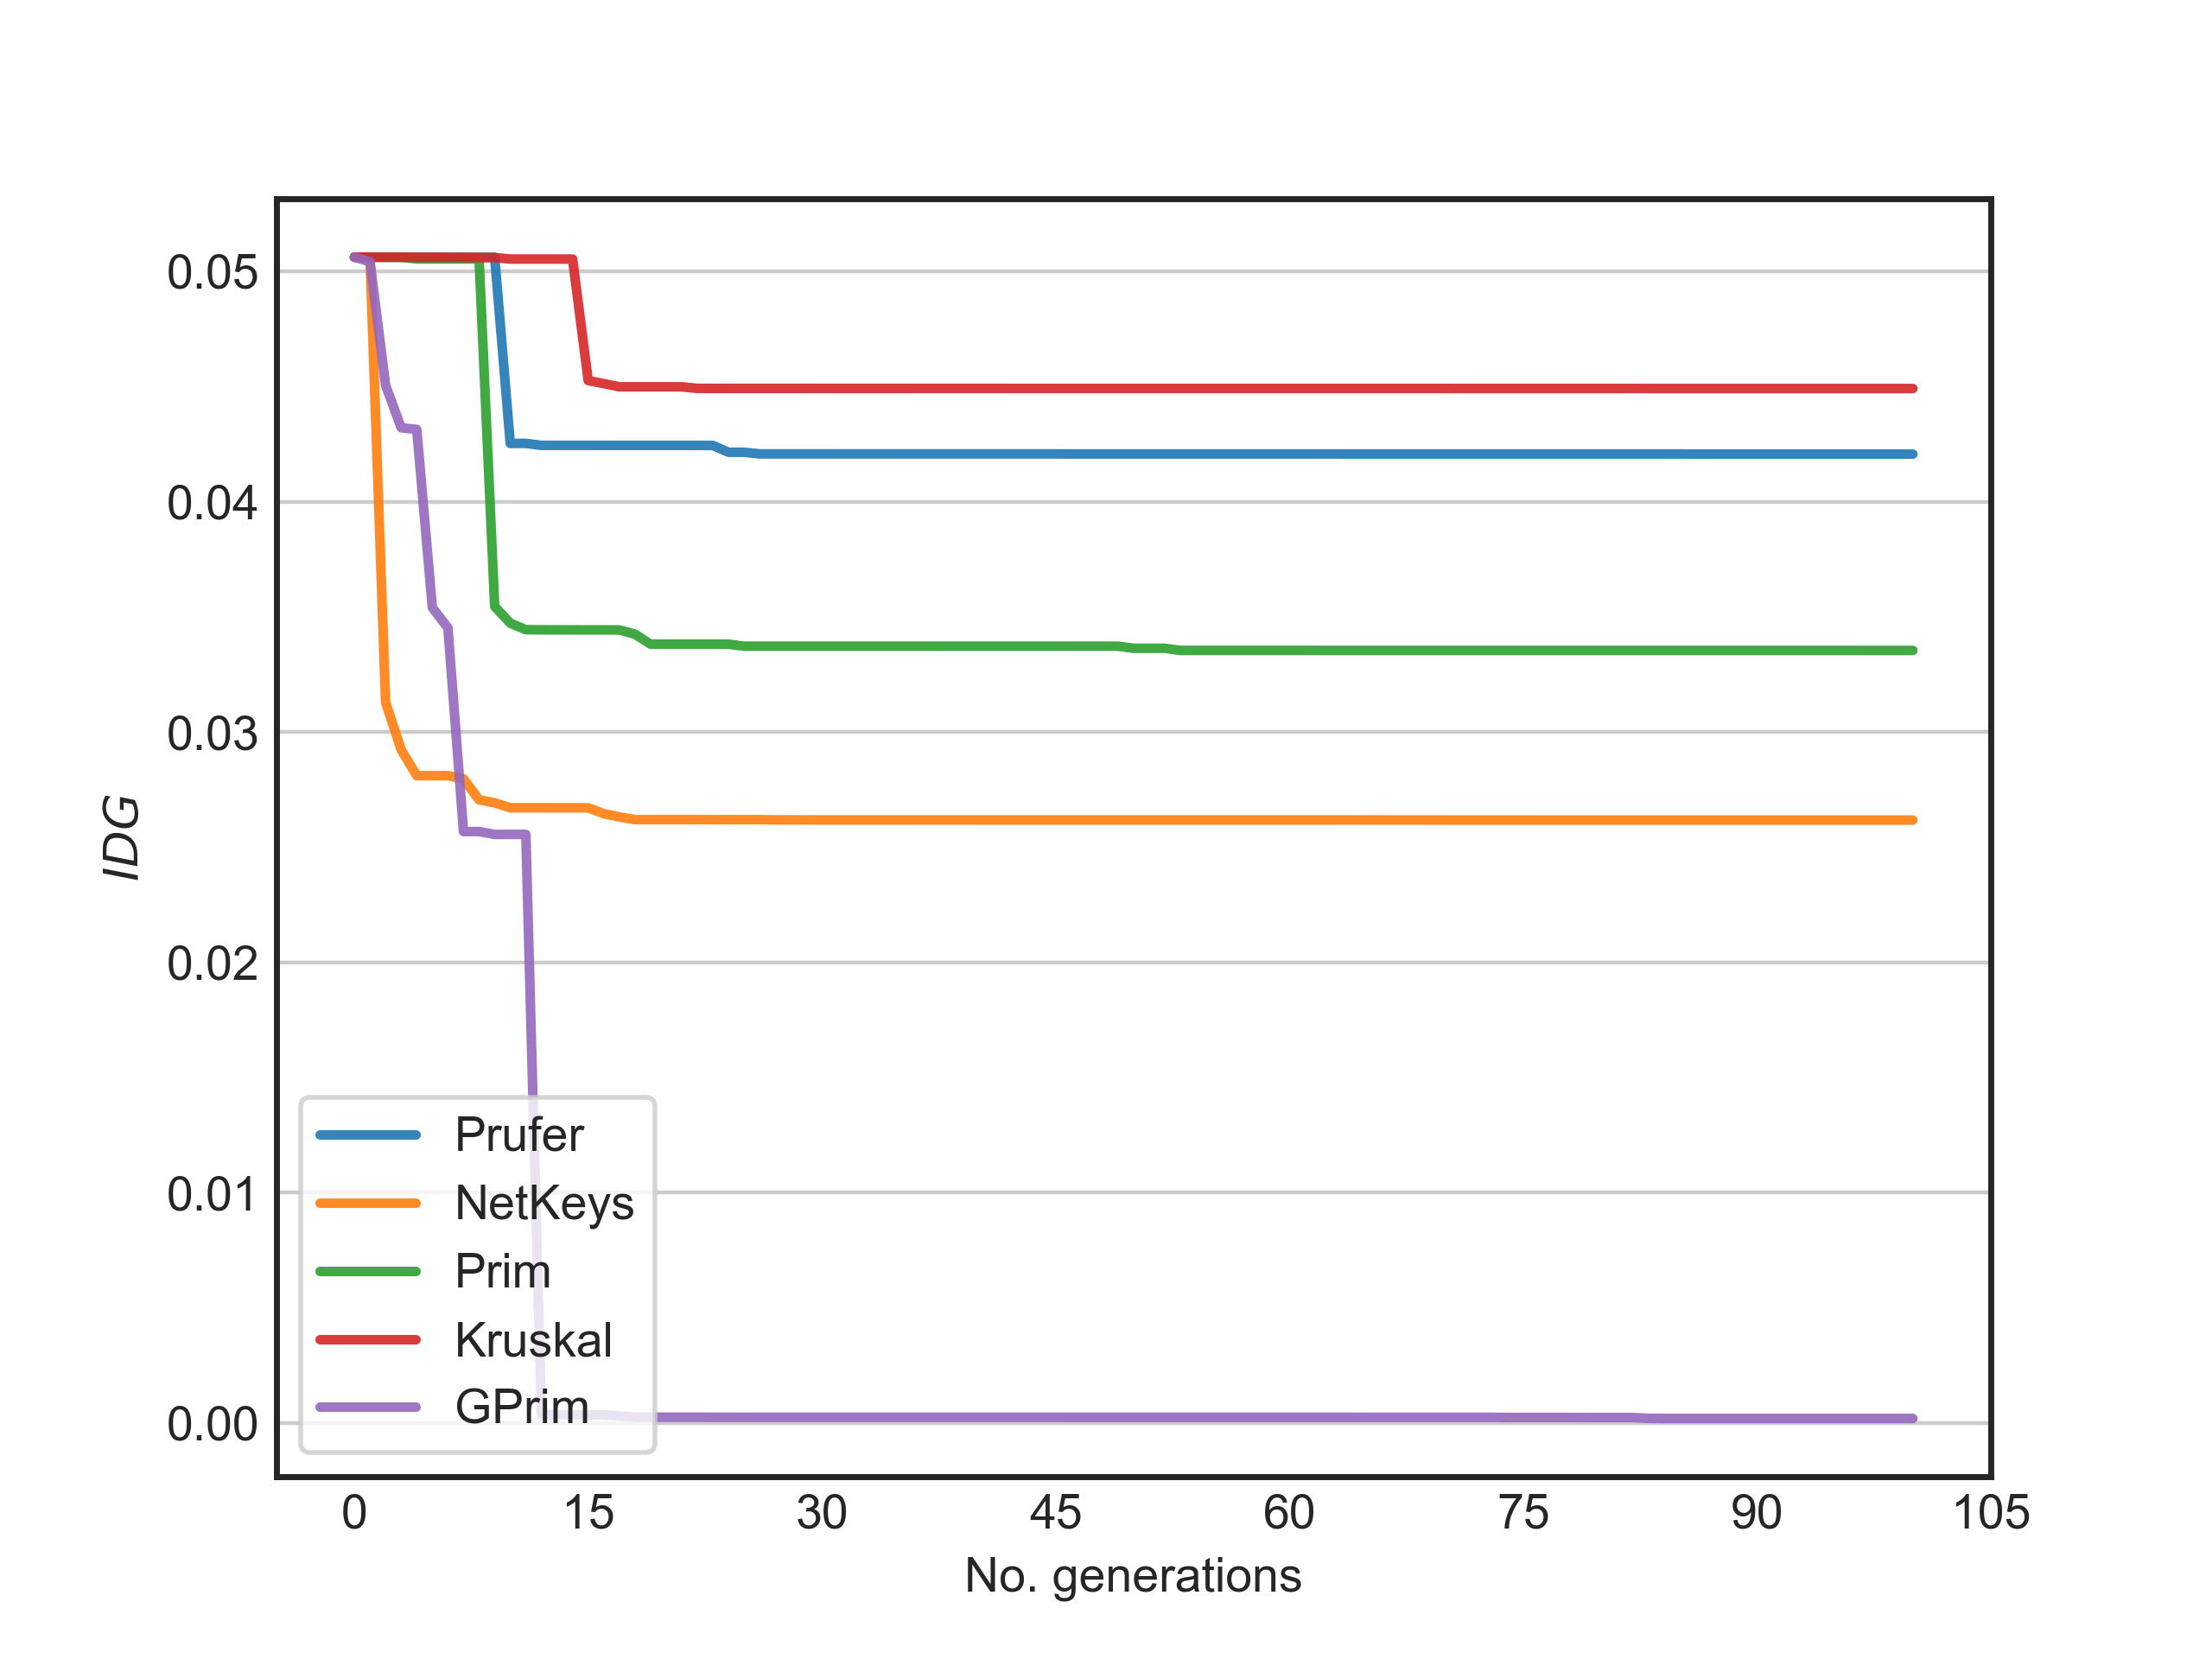 0.05
0.04
0.03
0.02
0.01
0.00
IDG
Prufer
NetKeys
Prim
Kruskal
GPrim
0 15 30 45 60 75 90 105
No. generations